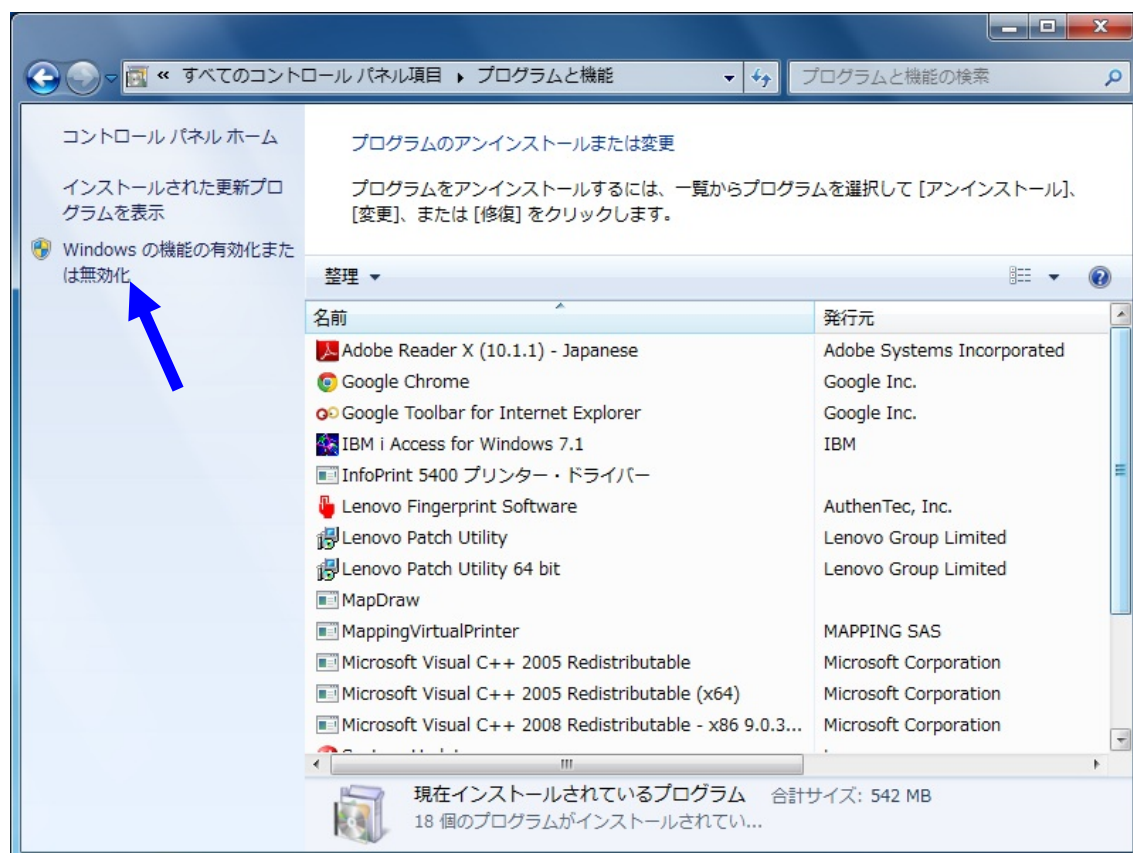 « すべてのコントロール パネル項目 ▸ プログラムと機能
プログラムと機能の検索
コントロール パネル ホーム
インストールされた更新プロ
グラムを表示
Windows の機能の有効化また
は無効化
プログラムのアンインストールまたは変更
プログラムをアンインストールするには、一覧からプログラムを選択して [アンインストール]、
[変更]、または [修復] をクリックします。
整理
名前 発行元
Adobe Reader X (10.1.1) - Japanese Adobe Systems Incorporated
Google Chrome Google Inc.
Google Toolbar for Internet Explorer Google Inc.
IBM i Access for Windows 7.1 IBM
InfoPrint 5400 プリンター・ドライバー
Lenovo Fingerprint Software AuthenTec, Inc.
Lenovo Patch Utility Lenovo Group Limited
Lenovo Patch Utility 64 bit Lenovo Group Limited
MapDraw
MappingVirtualPrinter MAPPING SAS
Microsoft Visual C++ 2005 Redistributable Microsoft Corporation
Microsoft Visual C++ 2005 Redistributable (x64) Microsoft Corporation
Microsoft Visual C++ 2008 Redistributable - x86 9.0.3... Microsoft Corporation
現在インストールされているプログラム 合計サイズ: 542 MB
18 個のプログラムがインストールされてい...